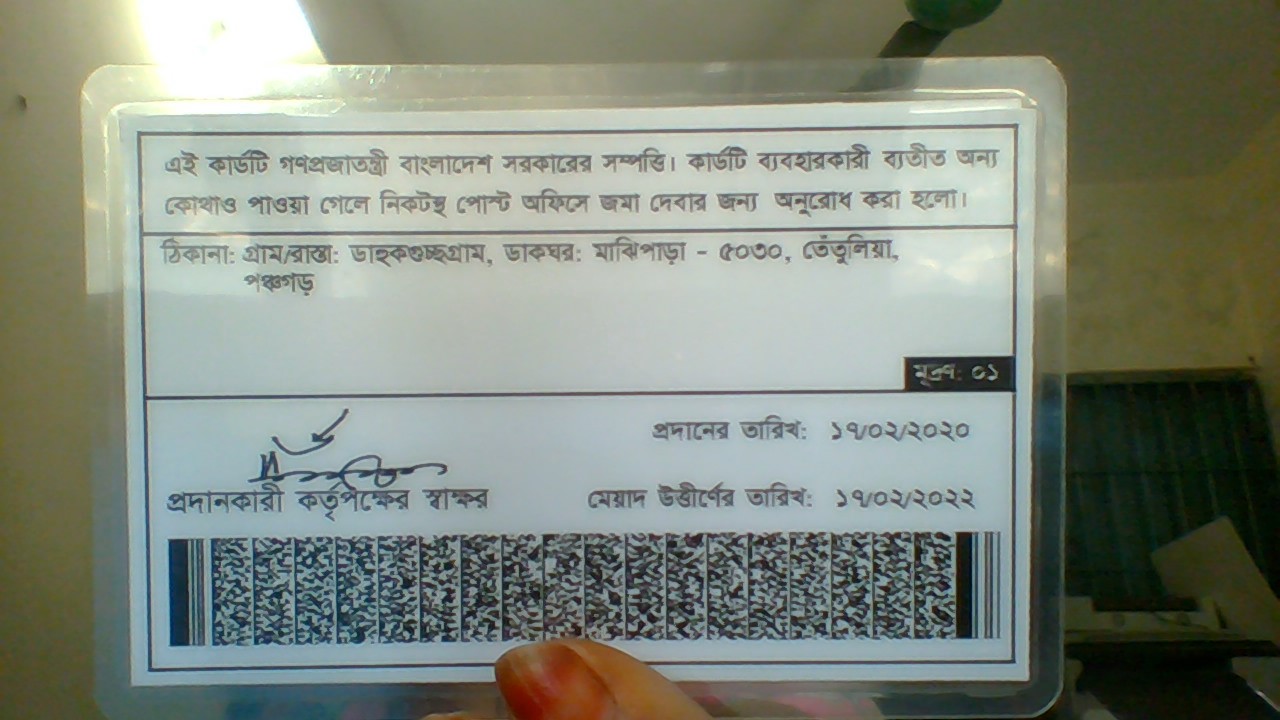 এই কার্ডটি গণপ্রজাতন্ত্রী বাংলাদেশ সরকারের সম্পত্তি। কার্ডটি ব্যবহারকারী ব্যতীত অন্য
কোথাও পাওয়া গেলে নিকটস্থ পোস্ট অফিসে জমা দেবার জন্য অনুরোধ করা হলো।
ঠিকানা: গ্রাম/রাস্তা: ডাহুকগুচ্ছগ্রাম, ডাকঘর: মাঝিপাড়া - ৫০৩০, তেঁতুলিয়া,
পঞ্চগড়
মূদ্রণ: ০১
প্রদানের তারিখ: ১৭/০২/২০২০
প্রদানকারী কর্তৃপক্ষের স্বাক্ষর
মেয়াদ উত্তীর্ণের তারিখ: ১৭/০২/২০২২